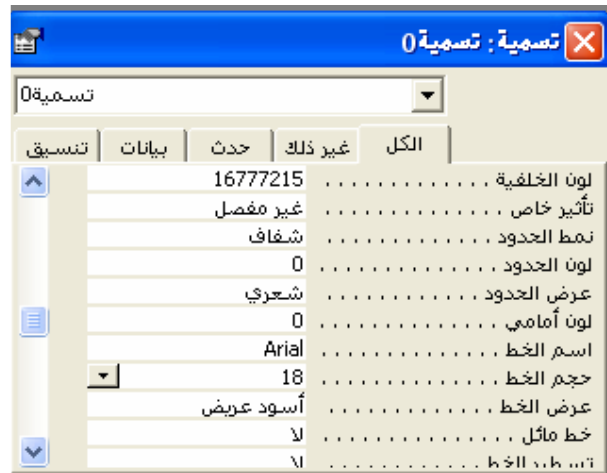 تسمية : تسمية0
تسمية0
الكل غير ذلك حدث بيانات تنسيق
لون الخلفية . . . . . . . . . . . . . 16777215
تأثير خاص . . . . . . . . . . . . . . غير مفصل
نمط الحدود . . . . . . . . . . . . . شفاف
لون الحدود . . . . . . . . . . . . . 0
عرض الحدود . . . . . . . . . . . . شعري
لون أمامي . . . . . . . . . . . . . . 0
اسم الخط . . . . . . . . . . . . . . Arial
حجم الخط . . . . . . . . . . . . . . 18
عرض الخط . . . . . . . . . . . . . أسود عريض
خط مائل . . . . . . . . . . . . . . . لا
تسطير الخط . . . . . . . . . . . . لا